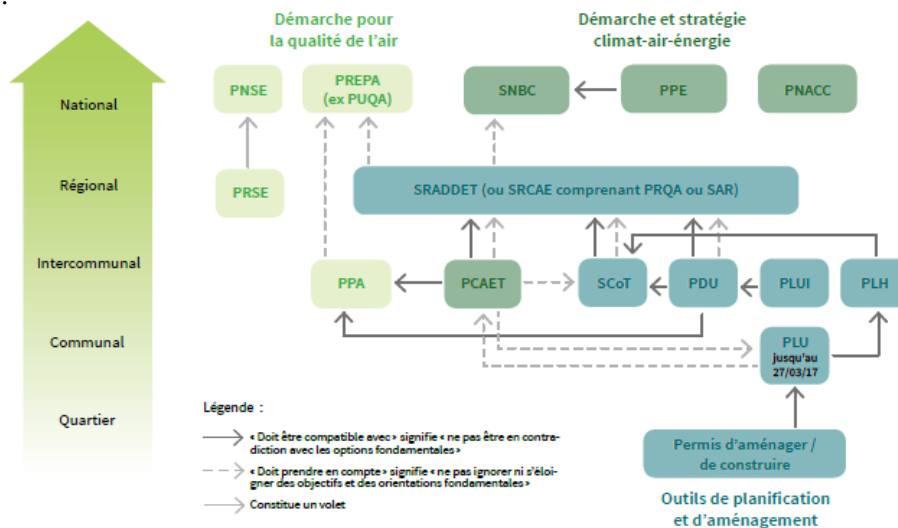 Démarche pour
la qualité de l'air
Démarche et stratégie
climat-air-énergie
National
PNSE
PREPA
(ex PUQA)
SNBC
PPE
PNACC
Régional
PRSE
SRADDET (ou SRCAE comprenant PRQA ou SAR)
Intercommunal
PPA
PCAET
SCoT
PDU
PLUI
PLH
Communal
PLU
jusqu'au
27/03/17
Quartier
Légende :
« Doit être compatible avec » signifie « ne pas être en contra-
diction avec les options fondamentales »
« Doit prendre en compte » signifie « ne pas ignorer ni s'éloi-
gner des objectifs et des orientations fondamentales »
Constitue un volet
Permis d'aménager /
de construire
Outils de planification
et d'aménagement